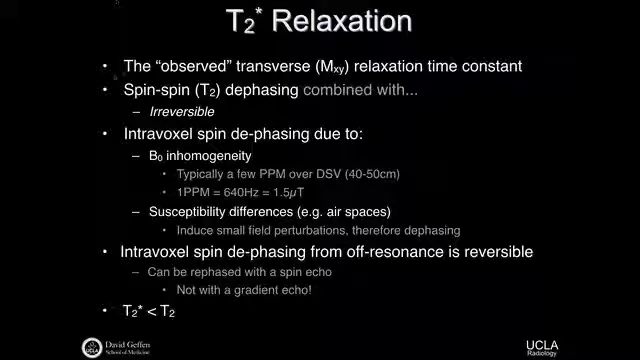 T₂* Relaxation
• The “observed” transverse (Mxy) relaxation time constant
• Spin-spin (T₂) dephasing combined with...
– Irreversible
• Intravoxel spin de-phasing due to:
– B₀ inhomogeneity
• Typically a few PPM over DSV (40-50cm)
• 1PPM = 640Hz = 1.5µT
– Susceptibility differences (e.g. air spaces)
• Induce small field perturbations, therefore dephasing
• Intravoxel spin de-phasing from off-resonance is reversible
– Can be rephased with a spin echo
• Not with a gradient echo!
• T₂* < T₂
David Geffen
School of Medicine
UCLA
Radiology